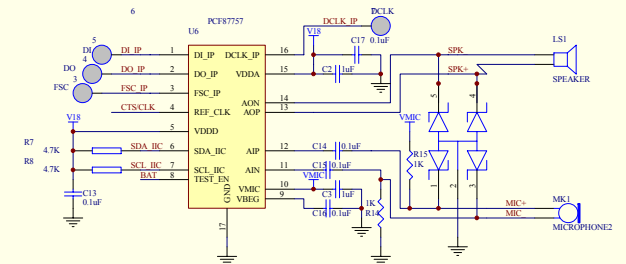 6
PCF87757
U6
5
DI
4
DO
3
FSC
DI_IP
DO_IP
FSC_IP
CTS/CLK
V18
R7
4.7K
R8
4.7K
SDA_IIC
SCL_IIC
BAT
C13
0.1uF
1
2
3
4
5
6
7
8
DI_IP
DO_IP
FSC_IP
REF_CLK
VDDD
SDA_IIC
SCL_IIC
TEST_EN
GND
17
DCLK_IP
VDDA
AON
AOP
AIP
AIN
VMIC
VBEG
16
15
14
13
12
11
10
9
DCLK_IP
DCLK
V18
C17
0.1uF
C2
1uF
SPK-
SPK+
LS1
SPEAKER
C14
0.1uF
C15
0.1uF
VMIC
C3
1uF
C16
0.1uF
1K
R14
VMIC
R15
1K
5
4
1
2
3
MIC+
MIC-
MK1
MICROPHONE2